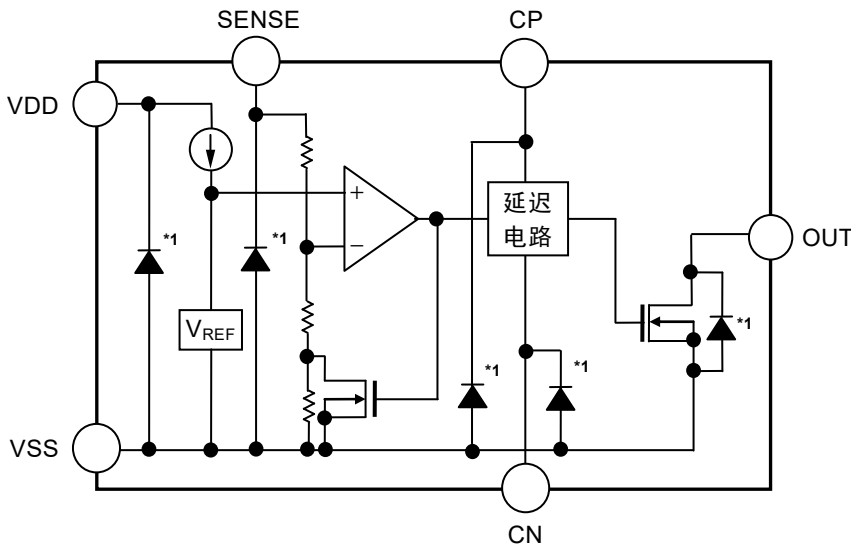 SENSE
CP
VDD
*1
*1
+
−
延迟
电路
OUT
VREF
*1
*1
*1
VSS
CN